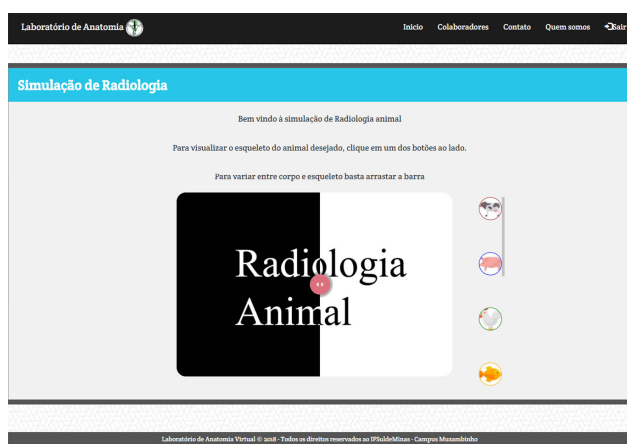 Laboratório de Anatomia
Inicio Colaboradores Contato Quem somos Sair
Simulação de Radiologia
Bem vindo à simulação de Radiologia animal
Para visualizar o esqueleto do animal desejado, clique em um dos botões ao lado.
Para variar entre corpo e esqueleto basta arrastar a barra
Radiologia
Animal
Laboratório de Anatomia Virtual © 2018 - Todos os direitos reservados ao IFSuldeMinas - Campus Muzambinho